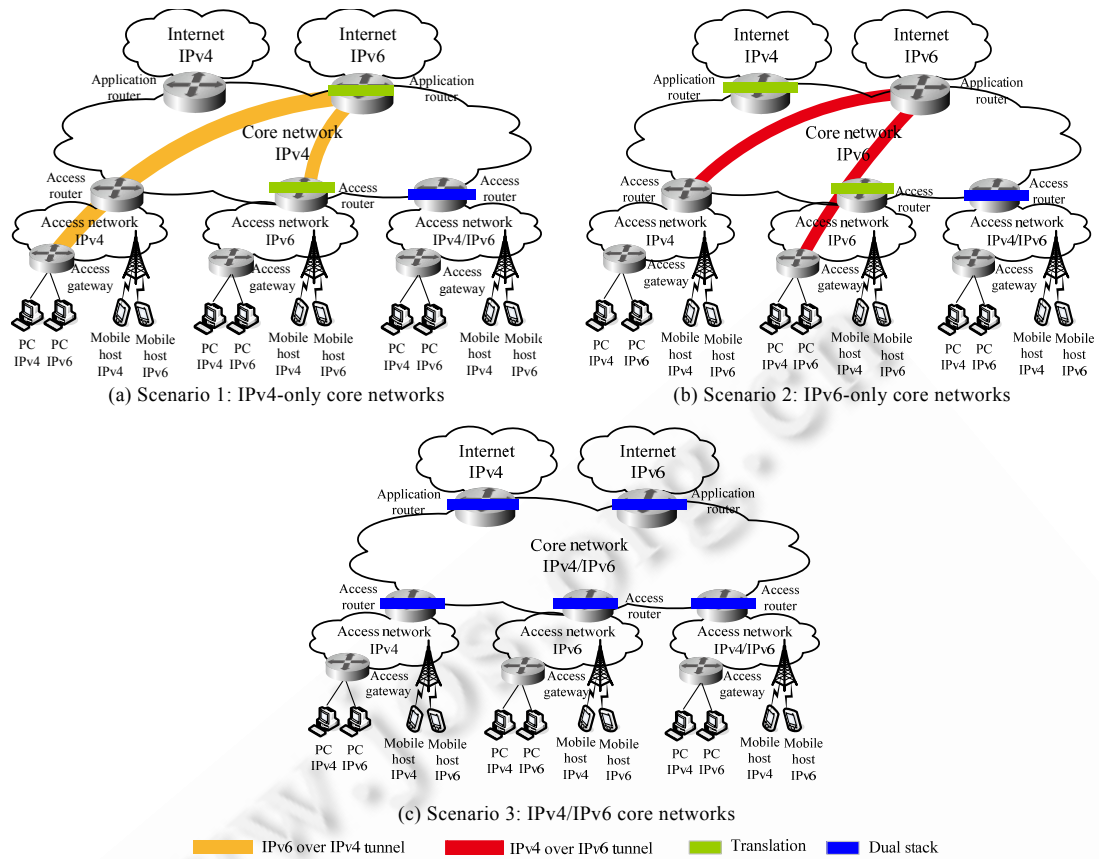 Internet
IPv4
Internet
IPv6
Application
router
Application
router
Core network
IPv4
Access
router
Access
router
Access
router
Access network
IPv4
Access network
IPv6
Access network
IPv4/IPv6
Access
gateway
Access
gateway
Access
gateway
PC
IPv4
PC
IPv6
Mobile
host
IPv4
Mobile
host
IPv6
PC
IPv4
PC
IPv6
Mobile
host
IPv4
Mobile
host
IPv6
PC
IPv4
PC
IPv6
Mobile
host
IPv4
Mobile
host
IPv6
(a) Scenario 1: IPv4-only core networks
Internet
IPv4
Internet
IPv6
Application
router
Application
router
Core network
IPv6
Access
router
Access
router
Access
router
Access network
IPv4
Access network
IPv6
Access network
IPv4/IPv6
Access
gateway
Access
gateway
Access
gateway
PC
IPv4
PC
IPv6
Mobile
host
IPv4
Mobile
host
IPv6
PC
IPv4
PC
IPv6
Mobile
host
IPv4
Mobile
host
IPv6
PC
IPv4
PC
IPv6
Mobile
host
IPv4
Mobile
host
IPv6
(b) Scenario 2: IPv6-only core networks
Internet
IPv4
Internet
IPv6
Application
router
Application
router
Core network
IPv4/IPv6
Access
router
Access
router
Access
router
Access network
IPv4
Access network
IPv6
Access network
IPv4/IPv6
Access
gateway
Access
gateway
Access
gateway
PC
IPv4
PC
IPv6
Mobile
host
IPv4
Mobile
host
IPv6
PC
IPv4
PC
IPv6
Mobile
host
IPv4
Mobile
host
IPv6
PC
IPv4
PC
IPv6
Mobile
host
IPv4
Mobile
host
IPv6
(c) Scenario 3: IPv4/IPv6 core networks
IPv6 over IPv4 tunnel
IPv4 over IPv6 tunnel
Translation
Dual stack
www.jos.org.cn